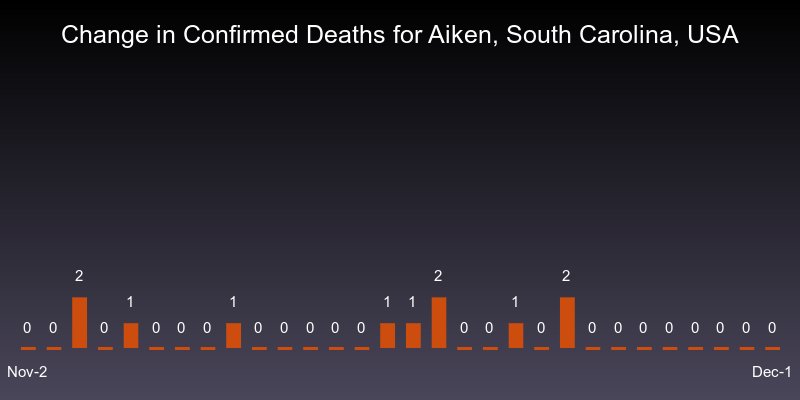 Change in Confirmed Deaths for Aiken, South Carolina, USA
0 0 2 0 1 0 0 0 1 0 0 0 0 0 1 1 2 0 0 1 0 2 0 0 0 0 0 0 0 0
Nov-2 Dec-1